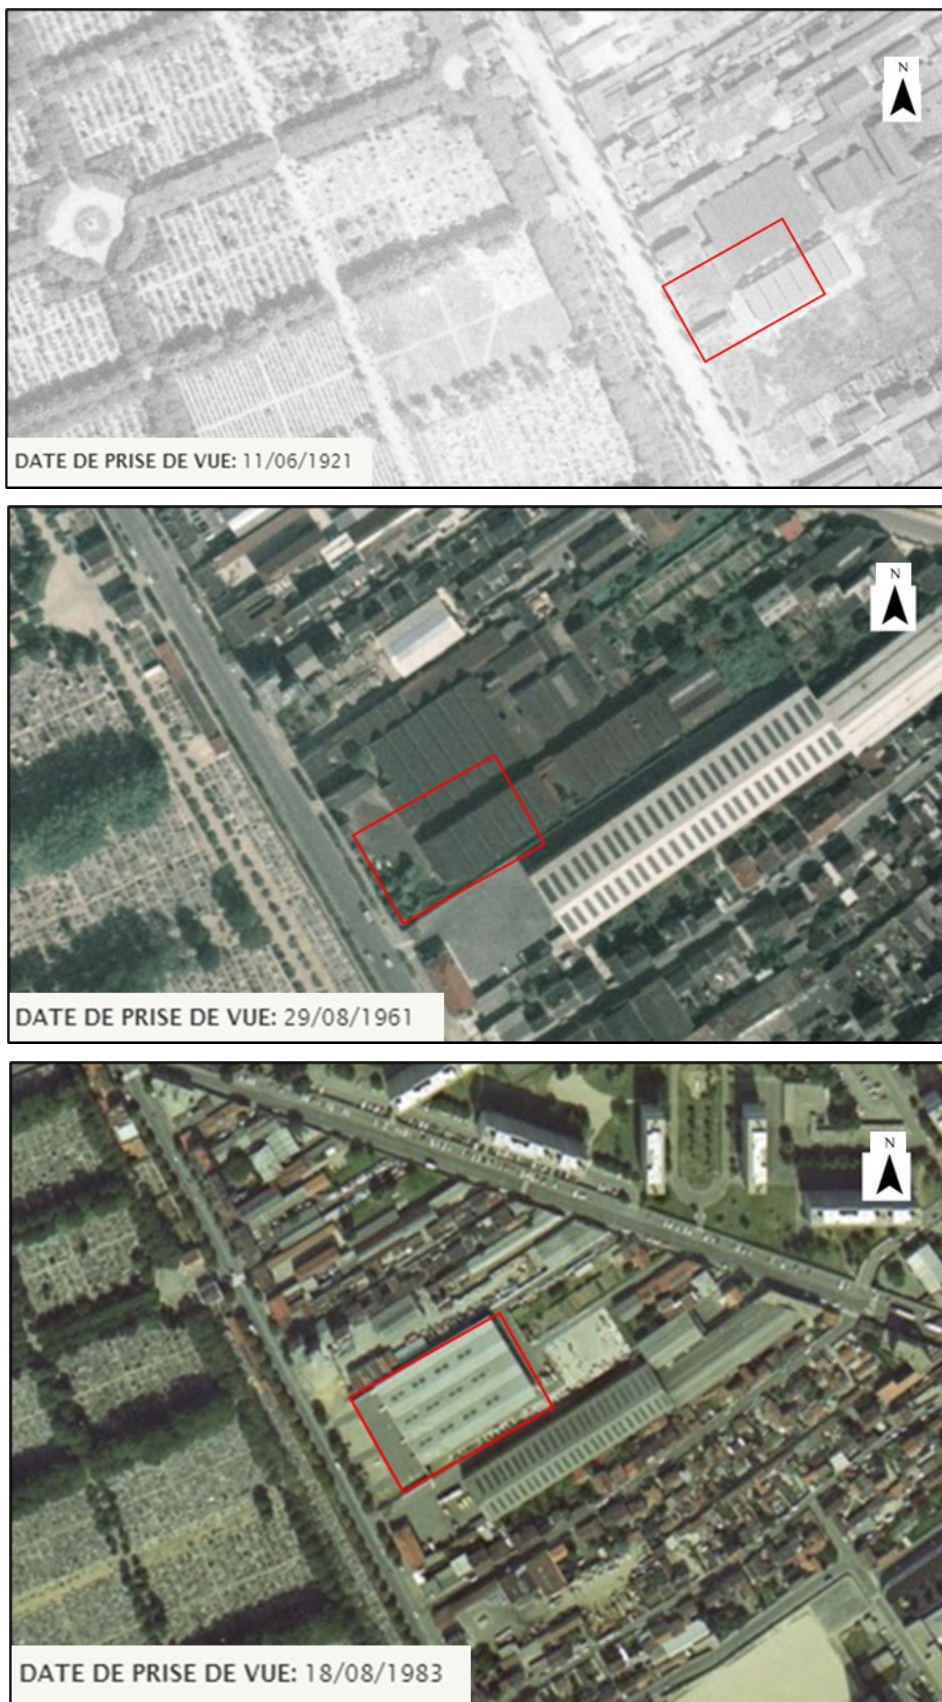 N
DATE DE PRISE DE VUE: 11/06/1921
N
DATE DE PRISE DE VUE: 29/08/1961
N
DATE DE PRISE DE VUE: 18/08/1983